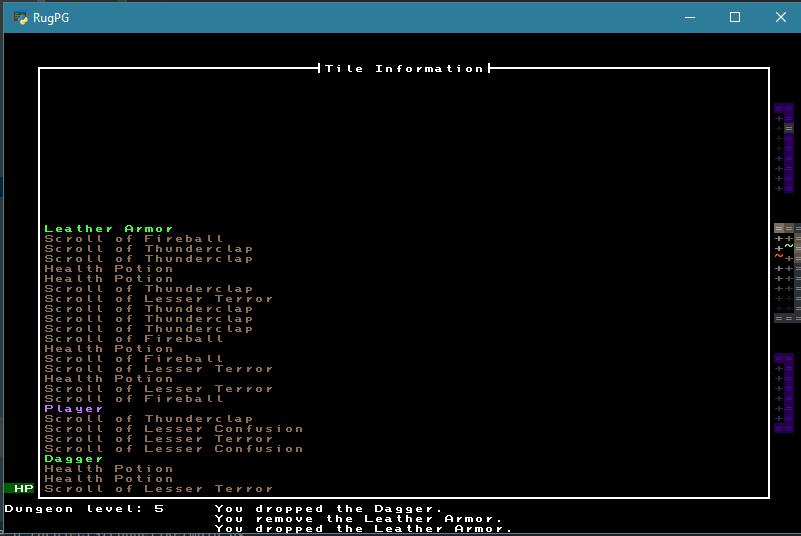 RugPG
Tile Information
Leather Armor
Scroll of Fireball
Scroll of Thunderclap
Scroll of Thunderclap
Health Potion
Health Potion
Scroll of Thunderclap
Scroll of Lesser Terror
Scroll of Thunderclap
Scroll of Thunderclap
Scroll of Thunderclap
Scroll of Fireball
Health Potion
Scroll of Fireball
Scroll of Lesser Terror
Health Potion
Scroll of Lesser Terror
Scroll of Fireball
Player
Scroll of Thunderclap
Scroll of Lesser Confusion
Scroll of Lesser Terror
Scroll of Lesser Confusion
Dagger
Health Potion
Health Potion
Scroll of Lesser Terror
HP
Dungeon level: 5 You dropped the Dagger.
You remove the Leather Armor.
You dropped the Leather Armor.